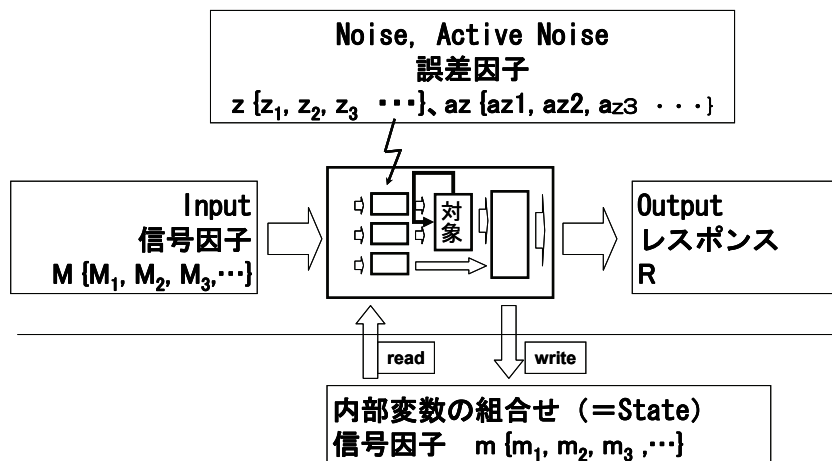 Noise, Active Noise
誤差因子
z {z1, z2, z3 ・・・}、az {az1, az2, az3 ・・・}
対象
Input
信号因子
M {M1, M2, M3,…}
Output
レスポンス
R
read
write
内部変数の組合せ (=State)
信号因子 m {m1, m2, m3 ,…}